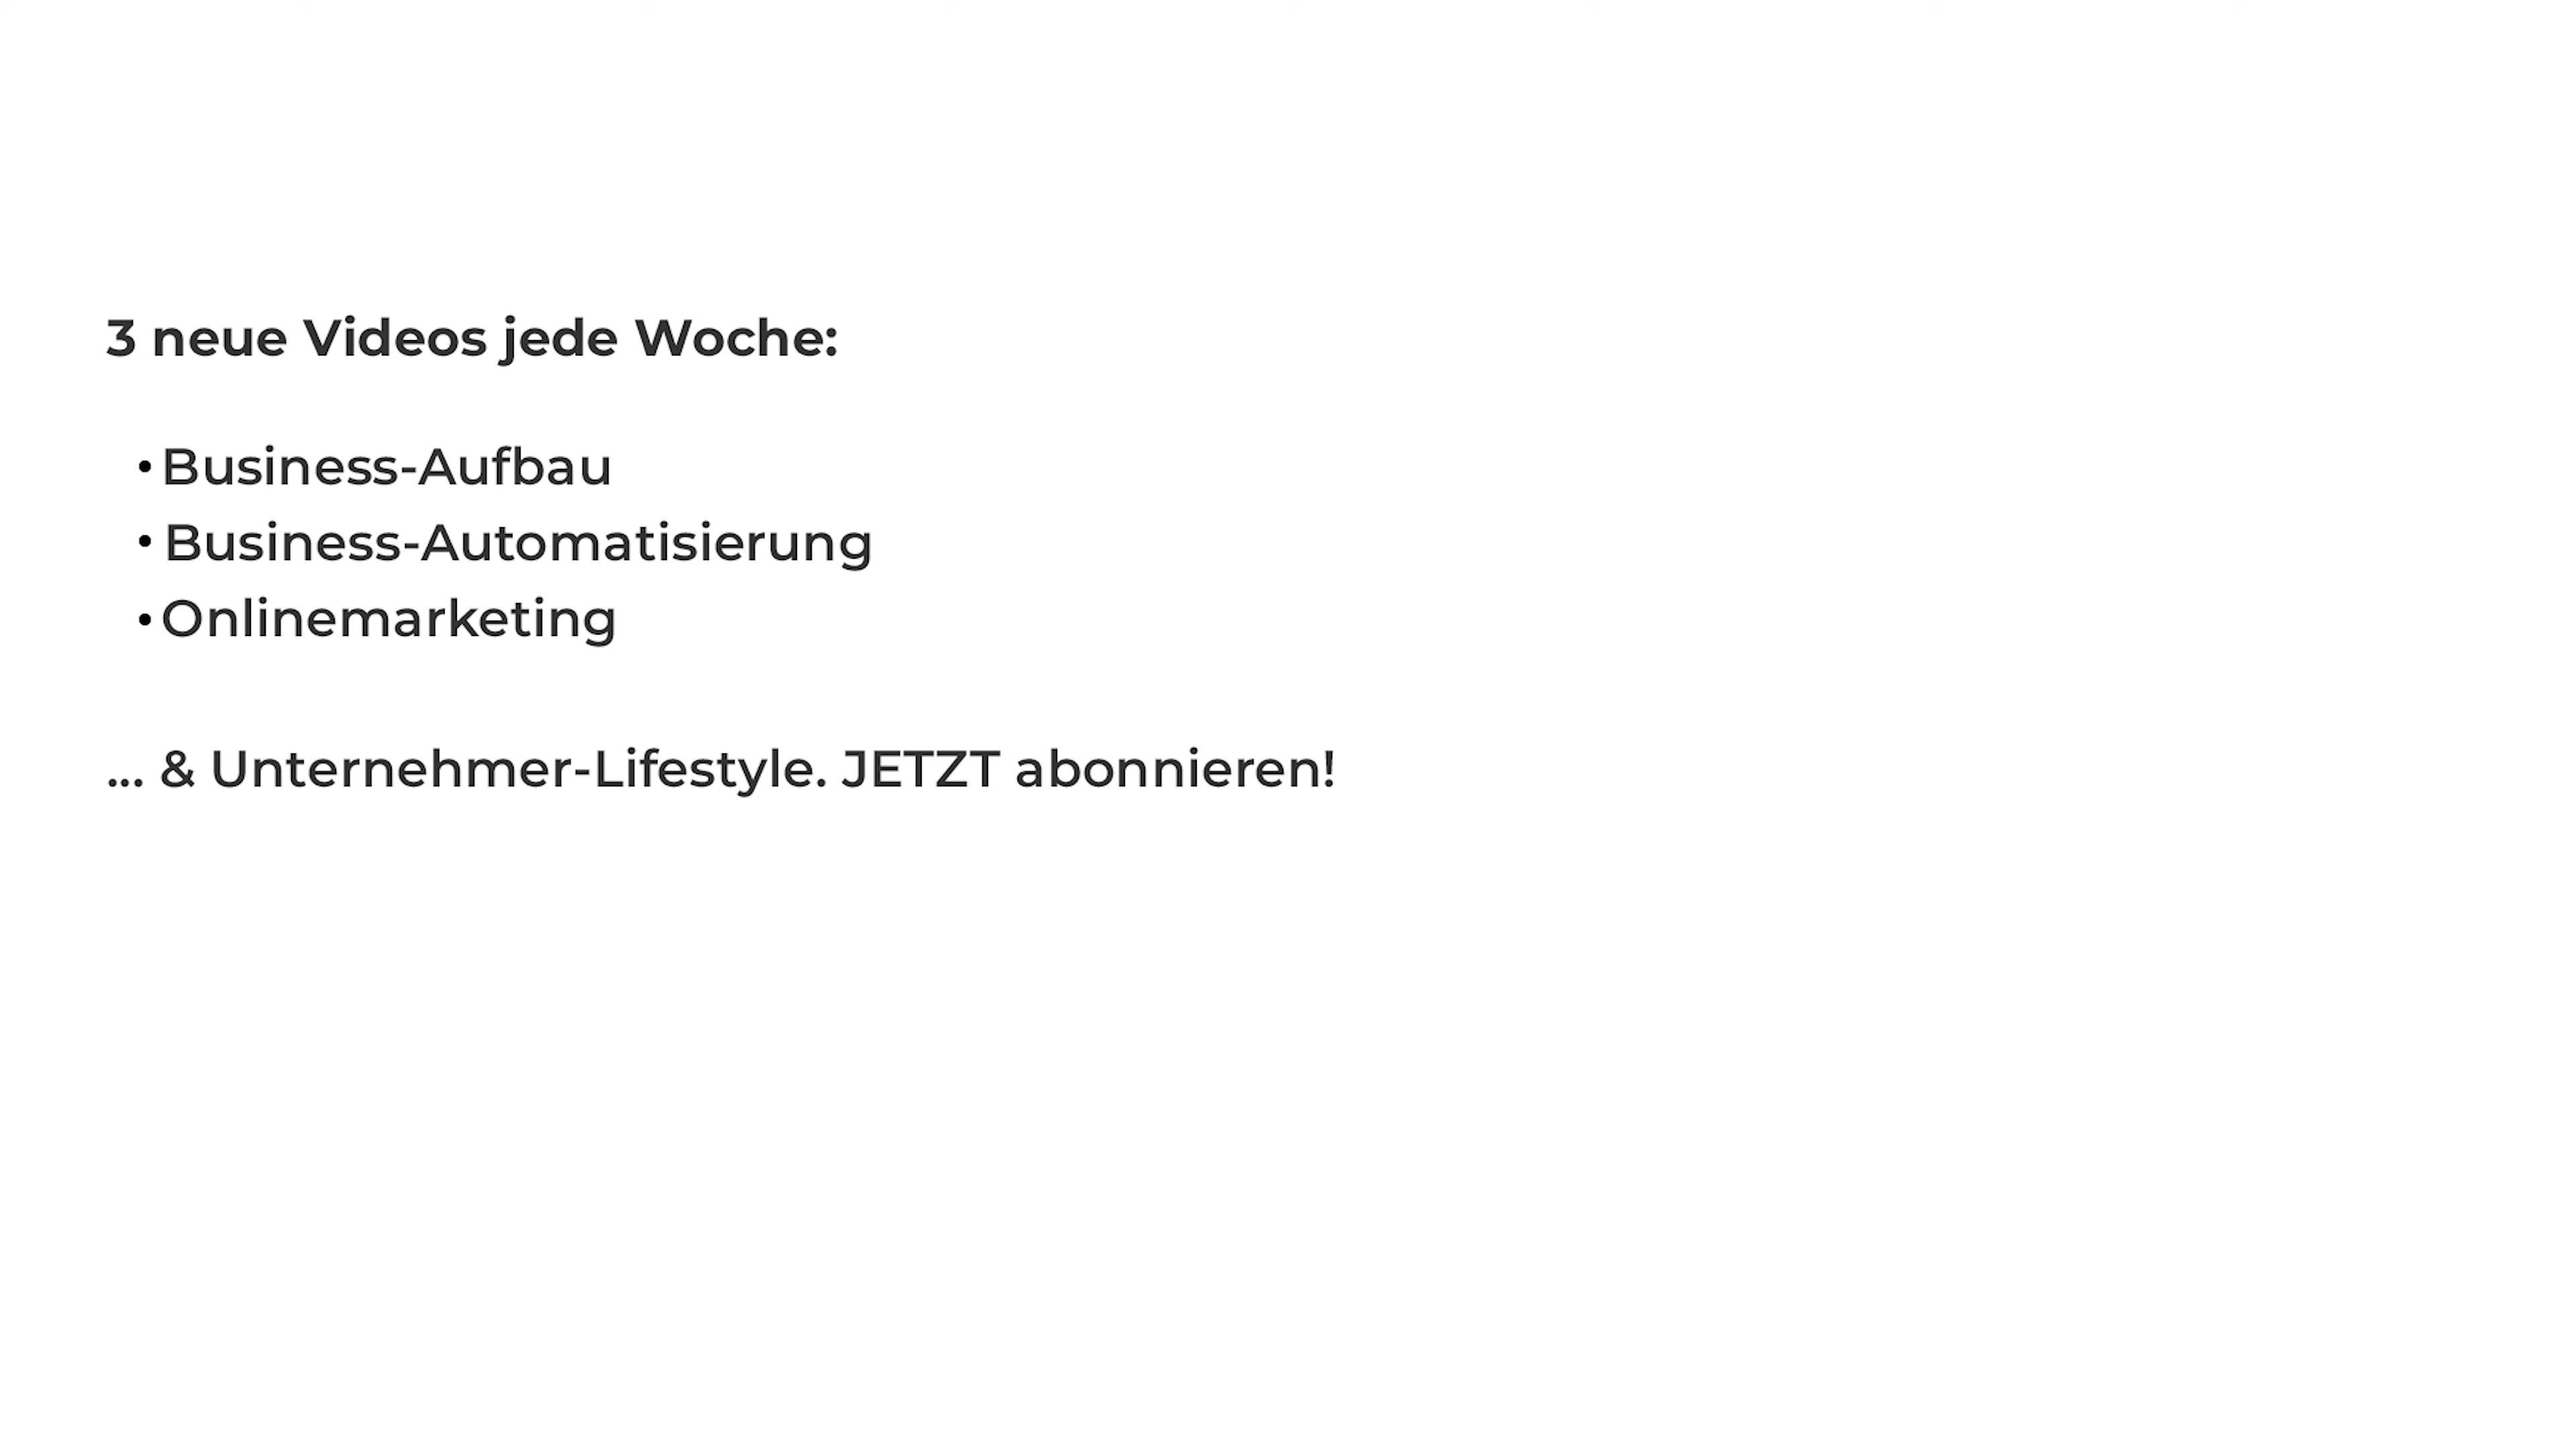 3 neue Videos jede Woche:
• Business-Aufbau
• Business-Automatisierung
• Onlinemarketing
... & Unternehmer-Lifestyle. JETZT abonnieren!